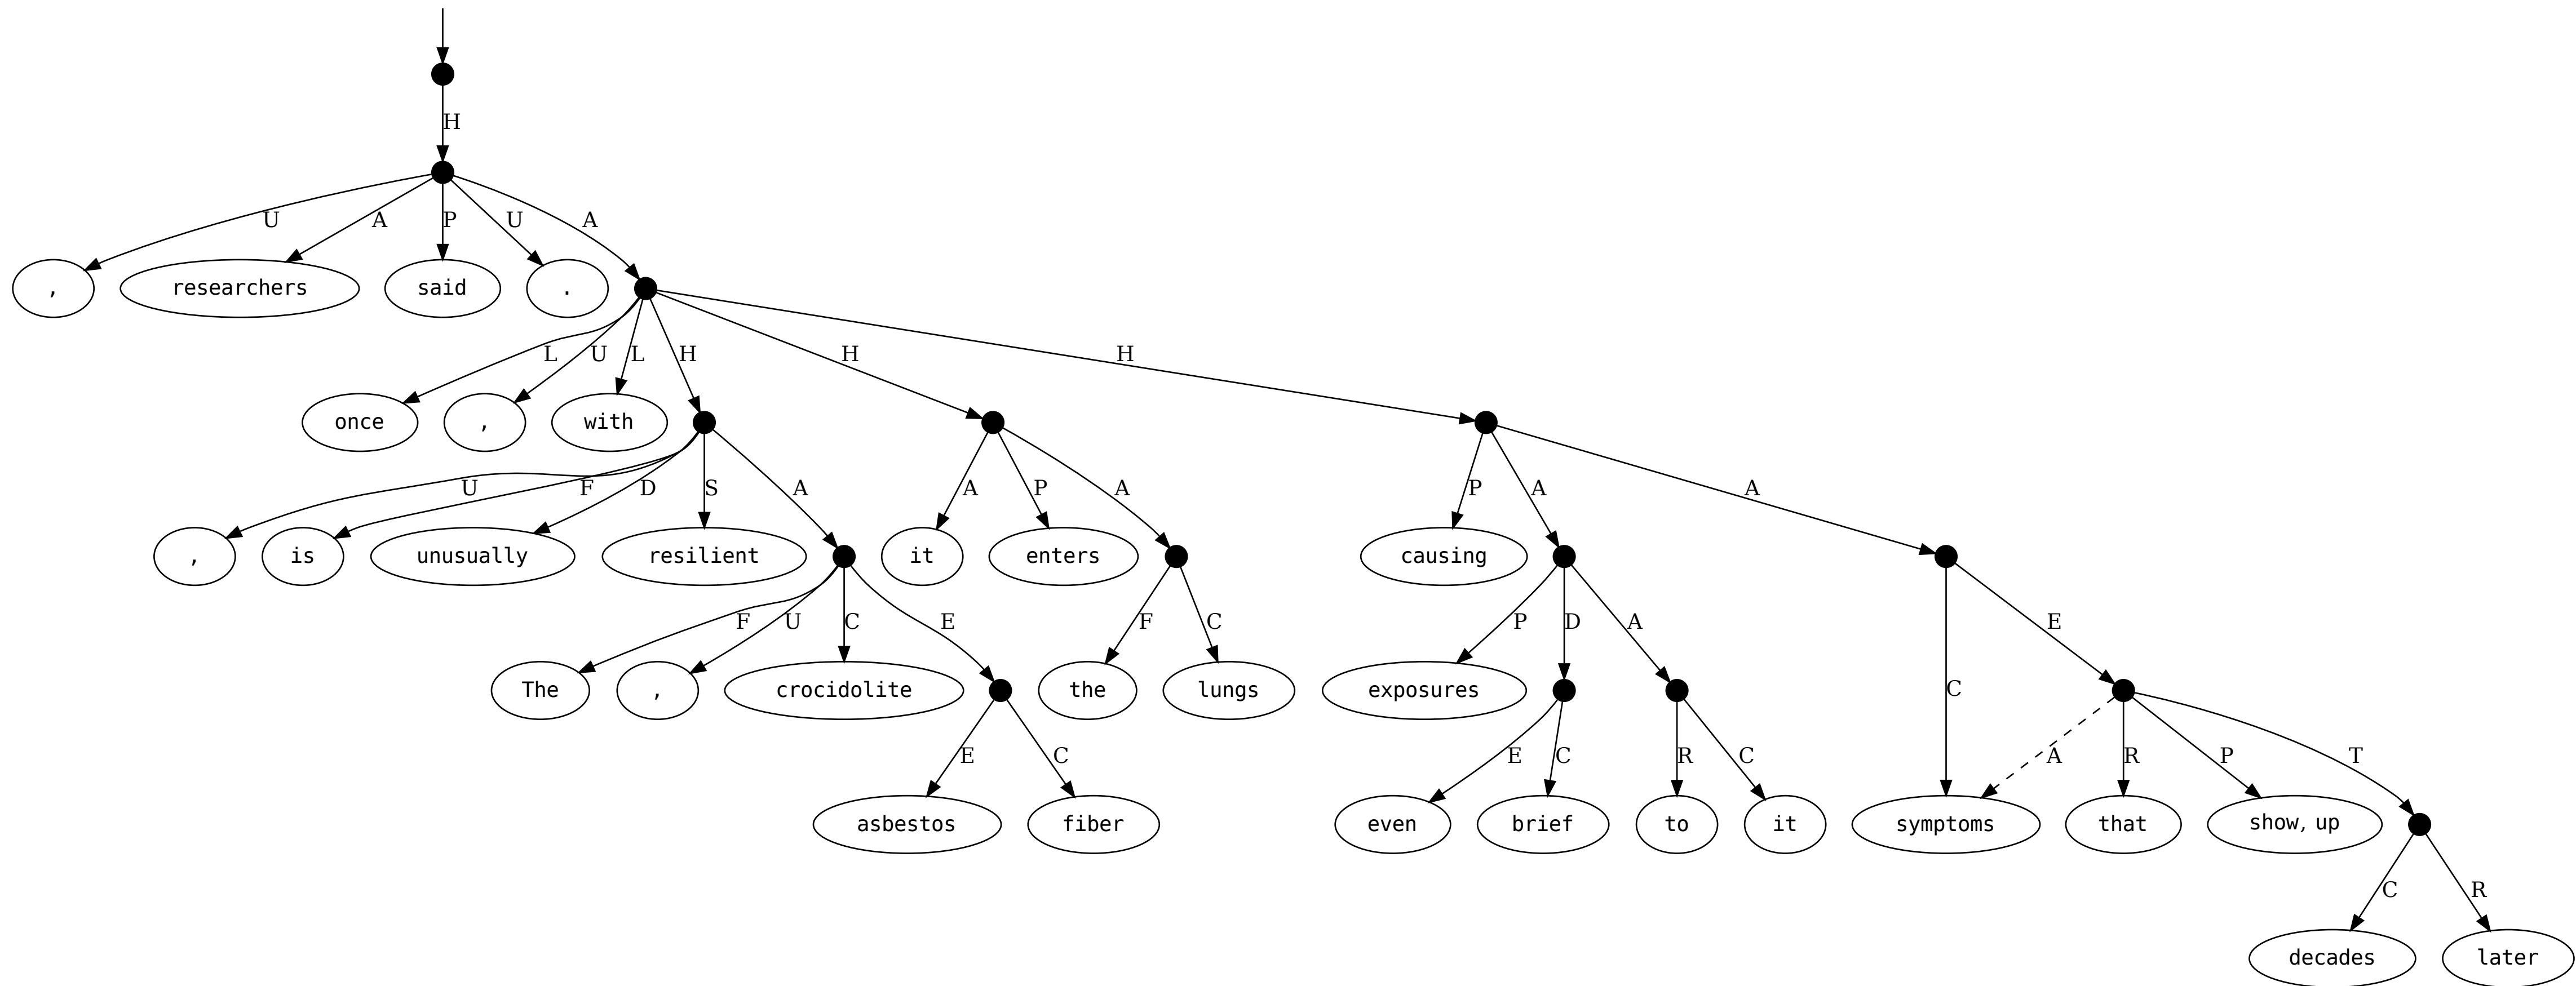 H
U A P U A
, researchers said .
L U L H H H
once , with
U F D S A A P A P A A
, is unusually resilient it enters causing
F U C E F C P D A C E
The , crocidolite the lungs exposures
E C E C R C A R P T
asbestos fiber even brief to it symptoms that show, up
C R
decades later